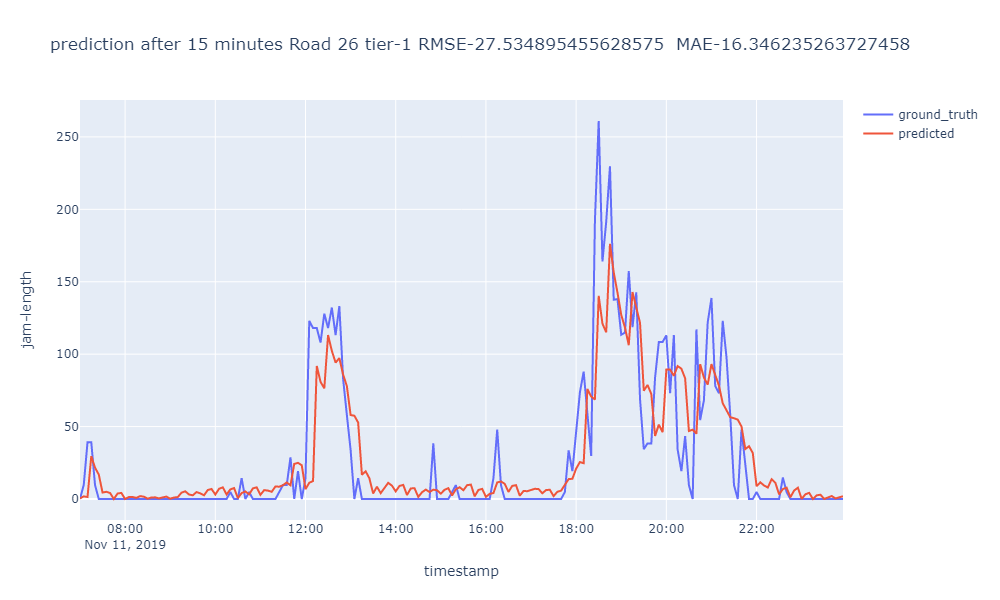 prediction after 15 minutes Road 26 tier-1 RMSE-27.534895455628575  MAE-16.346235263727458
ground_truth
predicted
250
200
150
100
50
0
jam-length
08:00 10:00 12:00 14:00 16:00 18:00 20:00 22:00
Nov 11, 2019
timestamp